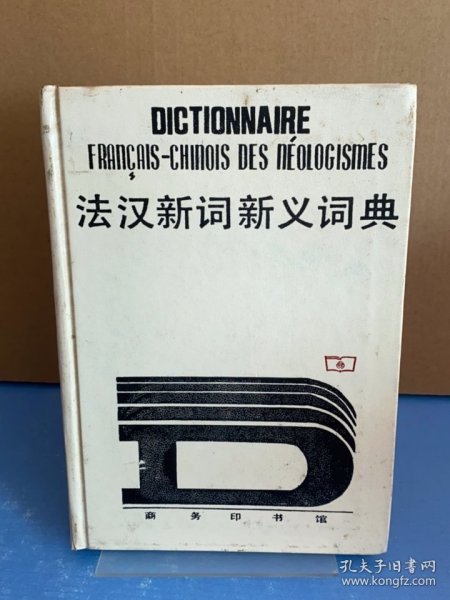 DICTIONNAIRE
FRANÇAIS-CHINOIS DES NÉOLOGISMES
法汉新词新义词典
D
商务印书馆
孔夫子旧书网
www.kongfz.com